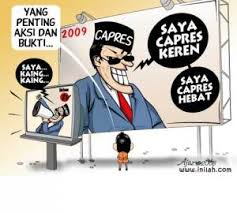 YANG
PENTING
AKSI DAN
BUKTI...
2009
CAPRES
SAYA
CAPRES
KEREN
SAYA
CAPRES
HEBAT
SAYA...
KAING...
KAING...
www.inilah.com